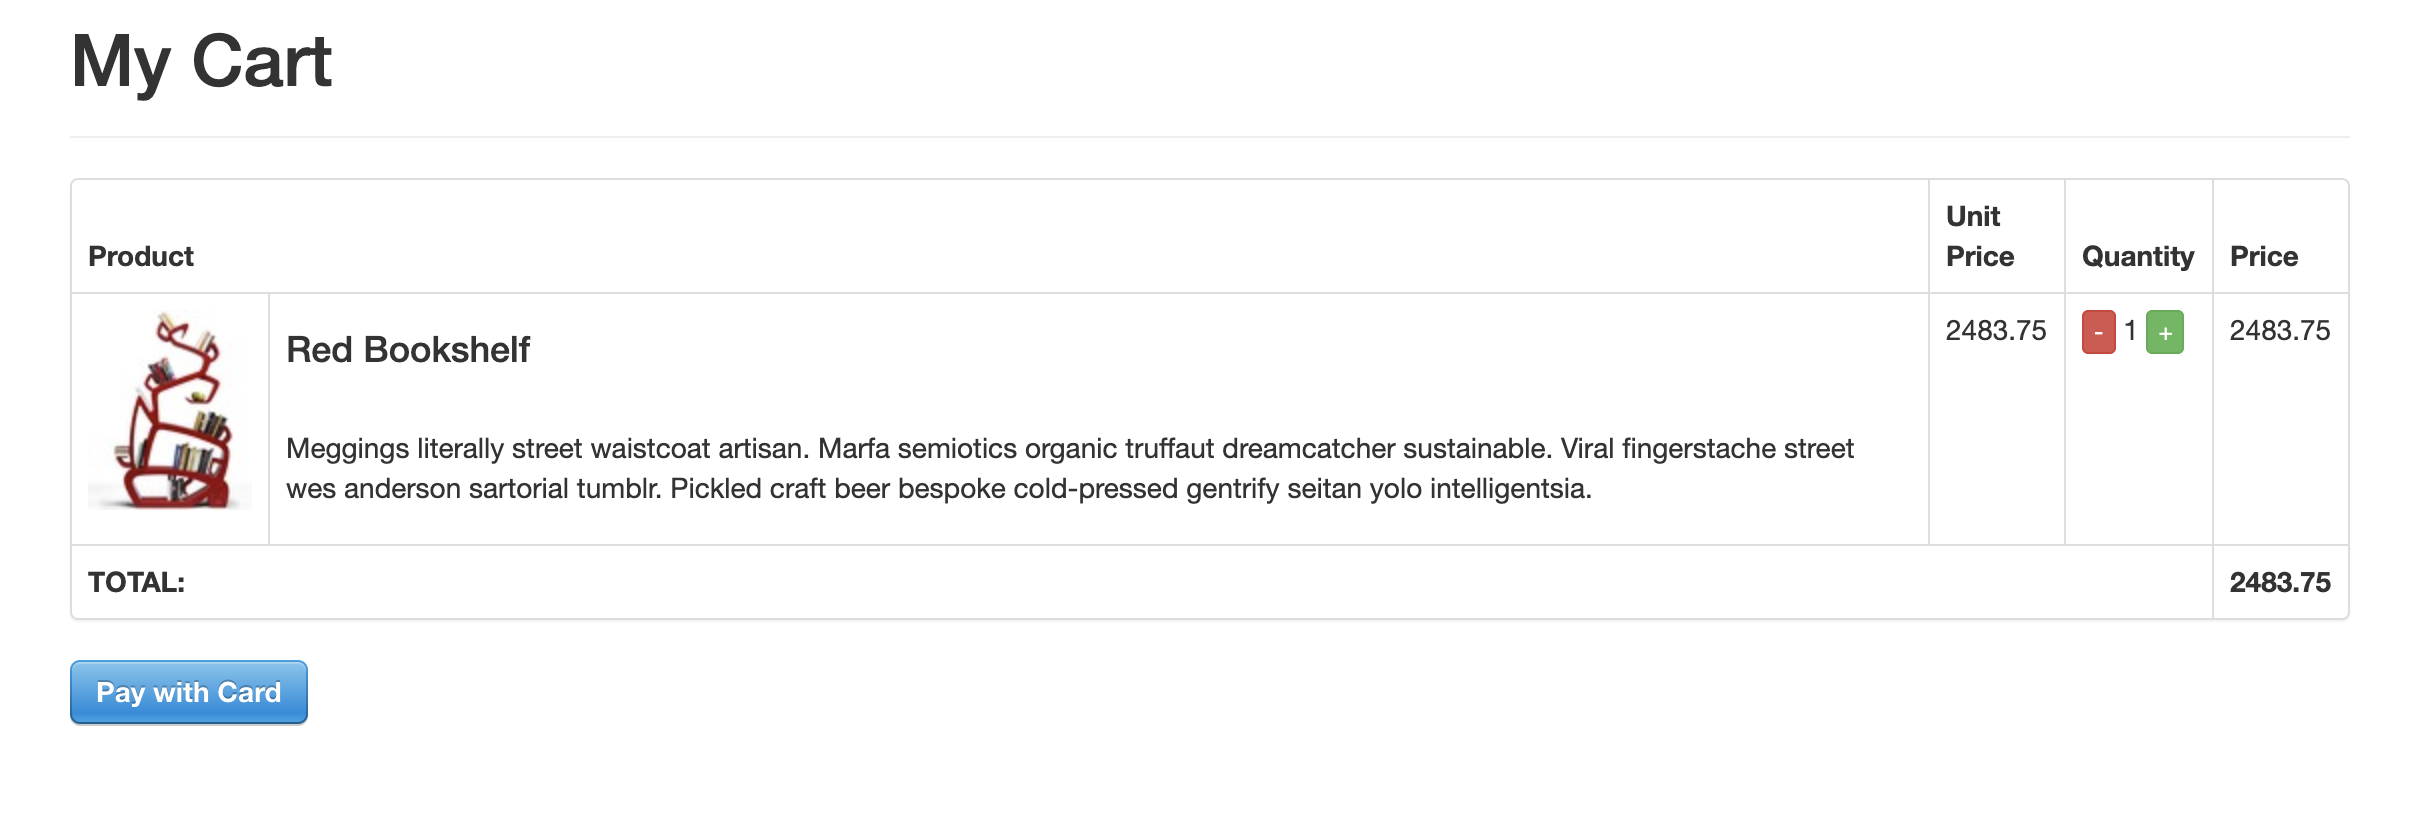 My Cart
Product
Unit
Price
Quantity
Price
Red Bookshelf
2483.75
- 1 +
2483.75
Meggings literally street waistcoat artisan. Marfa semiotics organic truffaut dreamcatcher sustainable. Viral fingerstache street
wes anderson sartorial tumblr. Pickled craft beer bespoke cold-pressed gentrify seitan yolo intelligentsia.
TOTAL:
2483.75
Pay with Card